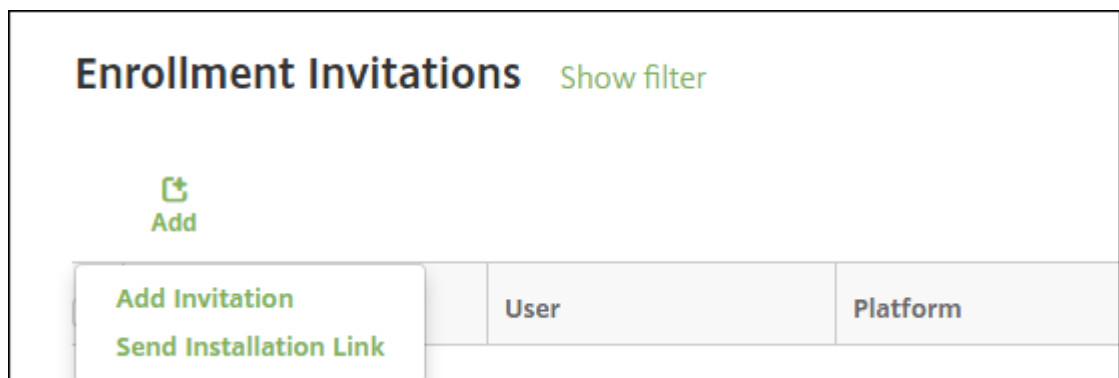 Enrollment Invitations Show filter
Add
Add Invitation
User Platform
Send Installation Link